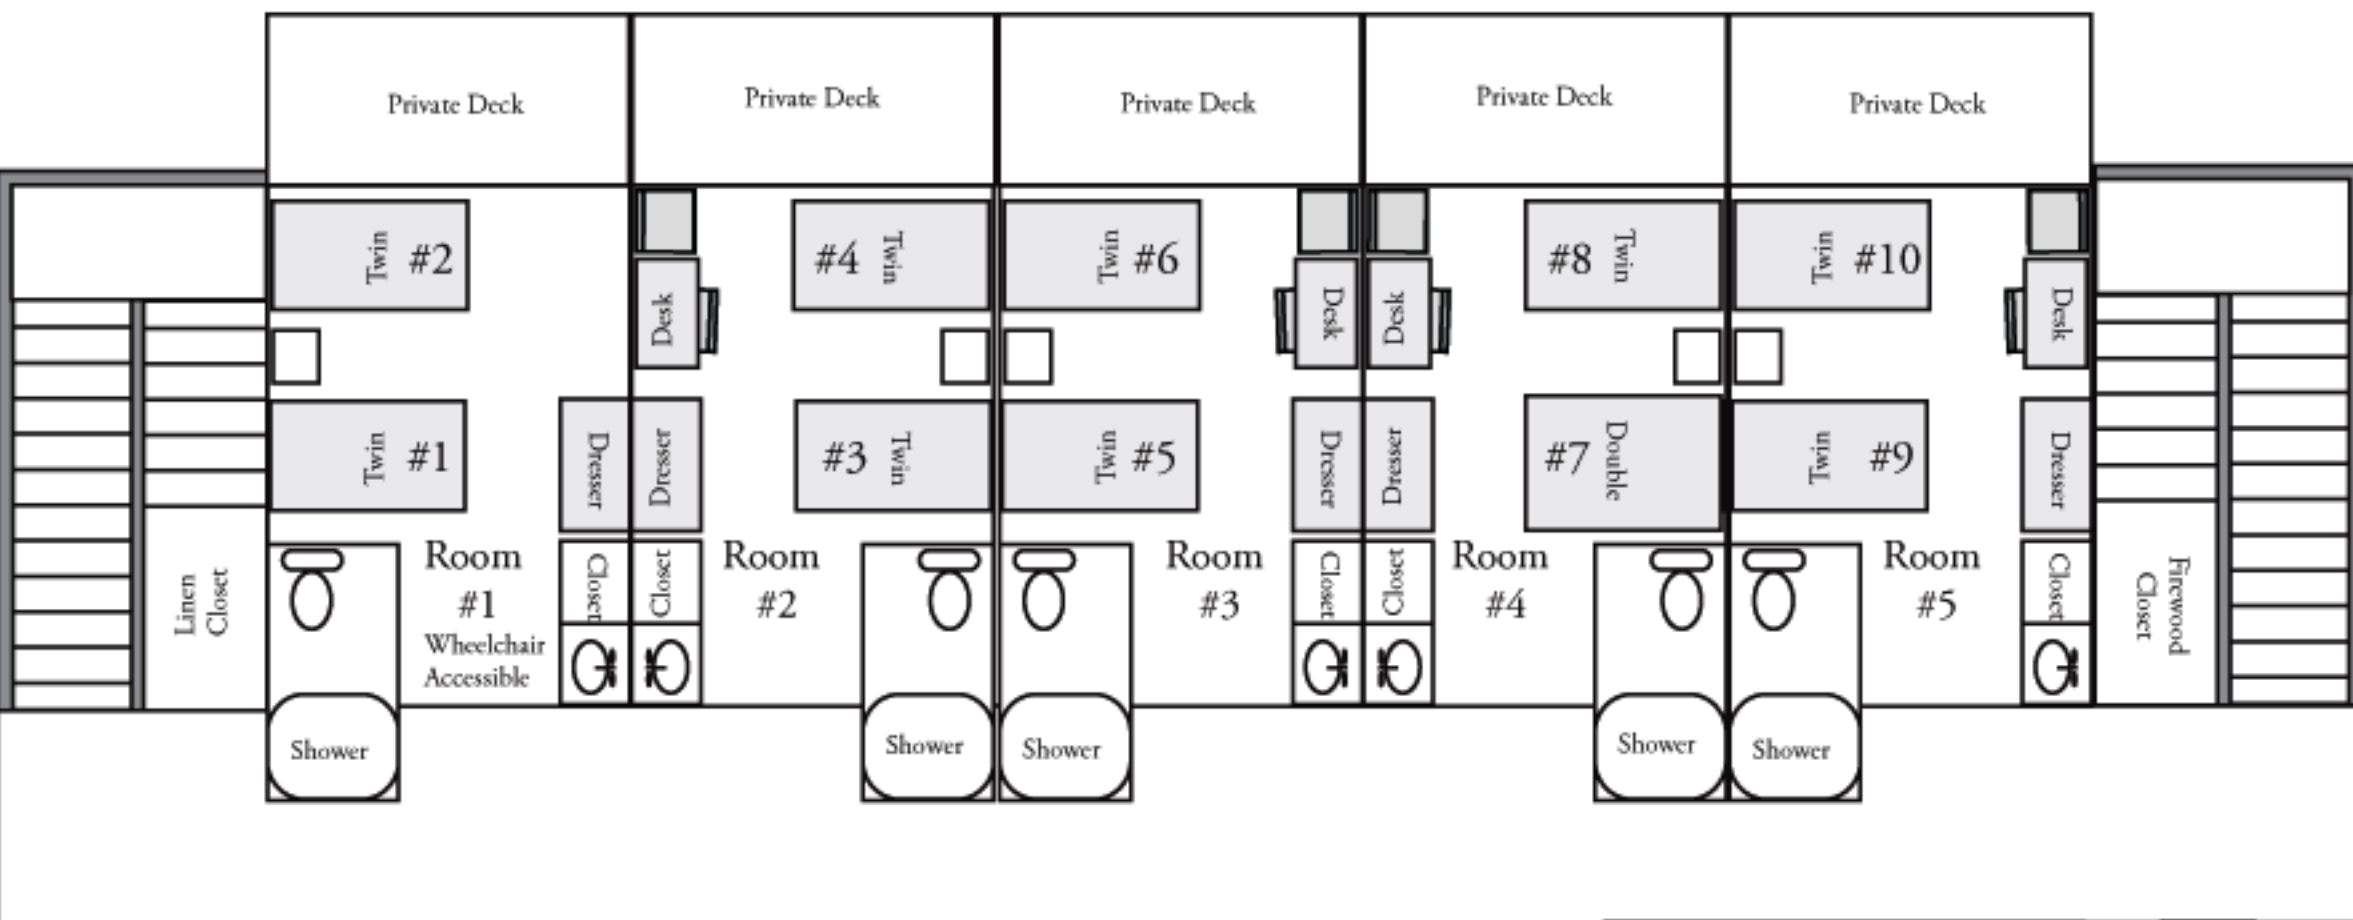 Private Deck
Private Deck
Private Deck
Private Deck
Private Deck
Twin
#2
#4
Twin
Twin
#6
#8
Twin
Twin
#10
Desk
Desk
Desk
Desk
Twin
#1
Dresser
Dresser
#3
Twin
Twin
#5
Dresser
Dresser
#7
Double
Twin
#9
Dresser
Linen
Closet
Room
#1
Wheelchair
Accessible
Closet
Closet
Room
#2
Room
#3
Closet
Closet
Room
#4
Room
#5
Closet
Firewood
Closet
Shower
Shower
Shower
Shower
Shower